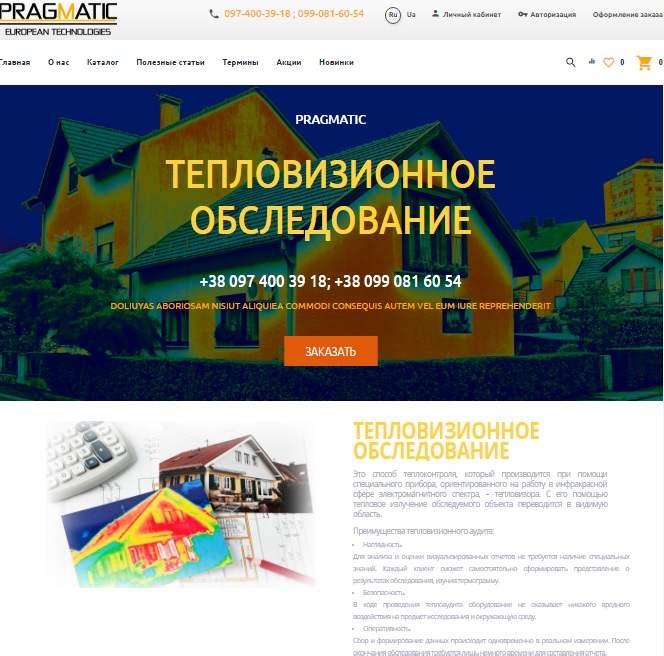 PRAGMATIC
EUROPEAN TECHNOLOGIES
097-400-39-18 ; 099-081-60-54
Ru Ua Личный кабинет Авторизация Оформление заказа
Главная О нас Каталог Полезные статьи Термины Акции Новинки 0 0
PRAGMATIC
ТЕПЛОВИЗИОННОЕ
ОБСЛЕДОВАНИЕ
+38 097 400 39 18; +38 099 081 60 54
DOLIUYAS ABORIOSAM NISIUT ALIQUIEA COMMODI CONSEQUIS AUTEM VEL EUM IURE REPREHENDERIT
ЗАКАЗАТЬ
ТЕПЛОВИЗИОННОЕ
ОБСЛЕДОВАНИЕ
Это способ теплоконтроля, который производится при помощи
специального прибора, ориентированного на работу в инфракрасной
сфере электромагнитного спектра, – тепловизора. С его помощью
тепловое излучение обследуемого объекта переводится в видимую
область.
Преимущества тепловизионного аудита:
• Наглядность.
Для анализа и оценки визуализированных отчетов не требуется наличие специальных
знаний. Каждый клиент сможет самостоятельно сформировать представление о
результатах обследования, изучив термограмму.
• Безопасность.
В ходе проведения теплоаудита оборудование не оказывает никакого вредного
воздействия на предмет исследования и окружающую среду.
• Оперативность.
Сбор и формирование данных происходит одновременно в реальном измерении. После
окончания обследования требуется лишь немного времени для составления отчета.